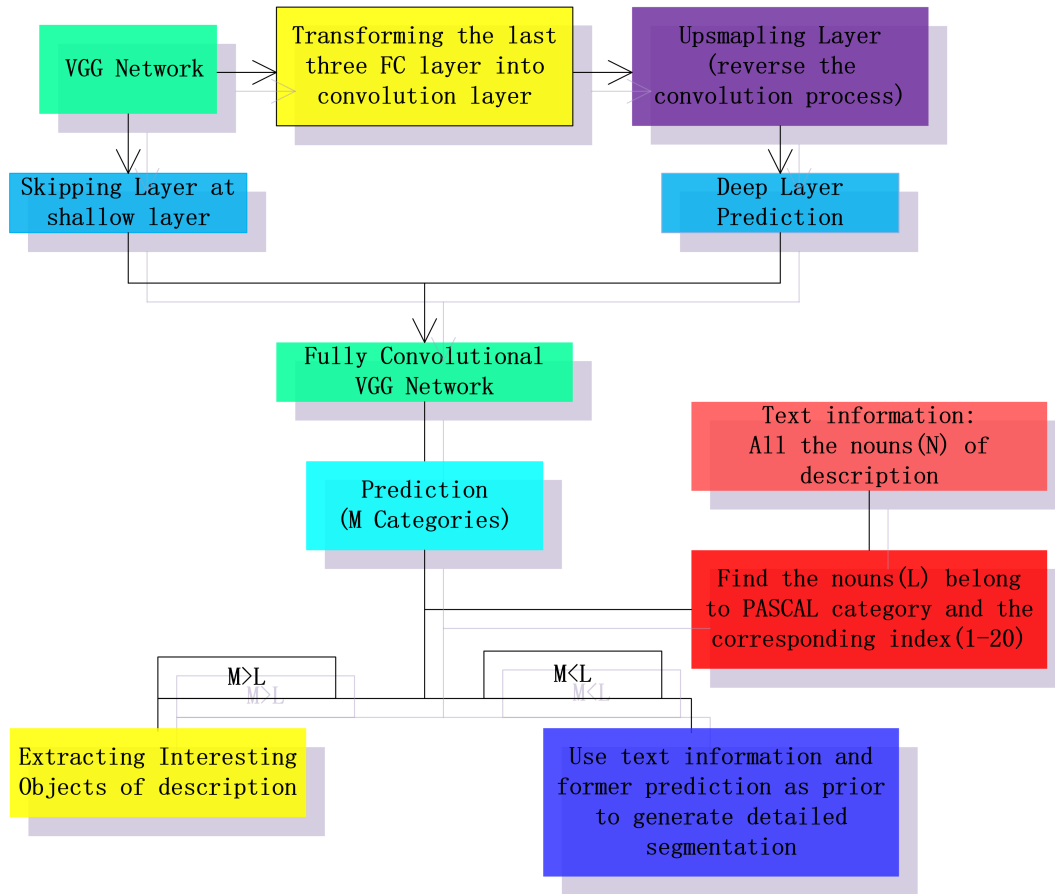 VGG Network
Transforming the last
three FC layer into
convolution layer
Upsmapling Layer
(reverse the
convolution process)
Skipping Layer at
shallow layer
Deep Layer
Prediction
Fully Convolutional
VGG Network
Text information:
All the nouns(N) of
description
Prediction
(M Categories)
Find the nouns(L) belong
to PASCAL category and the
corresponding index(1-20)
M>L
M>L
M<L
M<L
Extracting Interesting
Objects of description
Use text information and
former prediction as prior
to generate detailed
segmentation